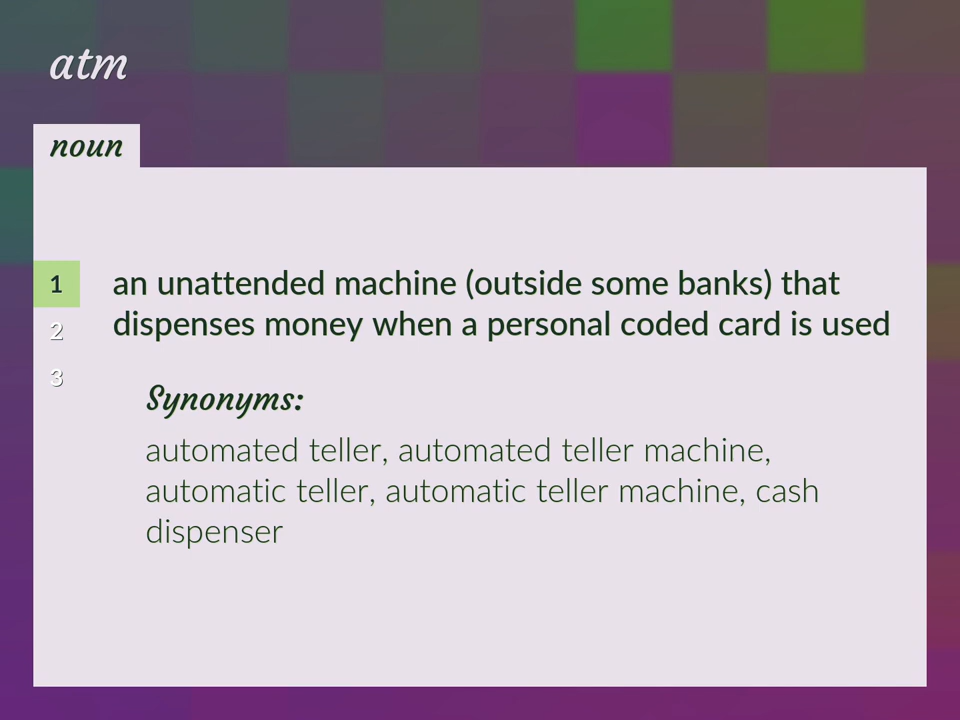 atm
noun
1
an unattended machine (outside some banks) that
dispenses money when a personal coded card is used
2
3
Synonyms:
automated teller, automated teller machine,
automatic teller, automatic teller machine, cash
dispenser